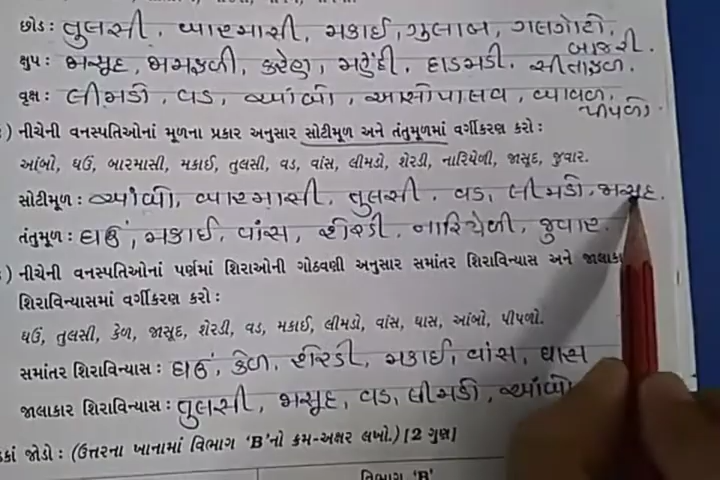 છોડ: તુલસી, બારમાસી, મકાઈ, ગુલાબ, ગલગોટો, બાજરી.
ક્ષુપ: જાસૂદ, જામફળી, કરેણ, મહેંદી, દાડમડી, સીતાફળ.
વૃક્ષ: લીમડો, વડ, આંબો, આસોપાલવ, બાવળ, પીપળો.
) નીચેની વનસ્પતિઓનાં મૂળના પ્રકાર અનુસાર સોટીમૂળ અને તંતુમૂળમાં વર્ગીકરણ કરો:
આંબો, ઘઉં, બારમાસી, મકાઈ, તુલસી, વડ, વાંસ, લીમડો, શેરડી, નારિયેળી, જાસૂદ, જુવાર.
સોટીમૂળ: આંબો, બારમાસી, તુલસી, વડ, લીમડો, જાસૂદ.
તંતુમૂળ: ઘઉં, મકાઈ, વાંસ, શેરડી, નારિયેળી, જુવાર.
) નીચેની વનસ્પતિઓનાં પર્ણમાં શિરાઓની ગોઠવણી અનુસાર સમાંતર શિરાવિન્યાસ અને જાલાકા
શિરાવિન્યાસમાં વર્ગીકરણ કરો:
ઘઉં, તુલસી, કેળ, જાસૂદ, શેરડી, વડ, મકાઈ, લીમડો, વાંસ, ઘાસ, આંબો, પીપળો.
સમાંતર શિરાવિન્યાસ: ઘઉં, કેળ, શેરડી, મકાઈ, વાંસ, ઘાસ
જાલાકાર શિરાવિન્યાસ: તુલસી, જાસૂદ, વડ, લીમડો, આંબો
ડકાં જોડો: (ઉત્તરના ખાનામાં વિભાગ 'B'નો ક્રમ-અક્ષર લખો.) [2 ગુણ]
વિભાગ 'B'